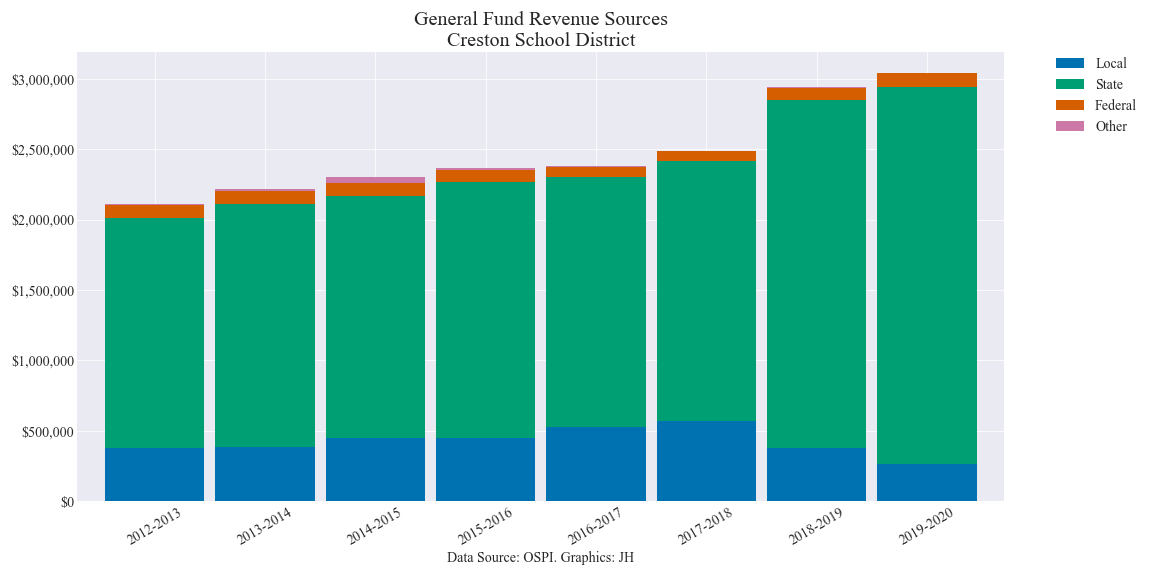 General Fund Revenue Sources
Creston School District
$3,000,000
$2,500,000
$2,000,000
$1,500,000
$1,000,000
$500,000
$0
2012-2013
2013-2014
2014-2015
2015-2016
2016-2017
2017-2018
2018-2019
2019-2020
Data Source: OSPI. Graphics: JH
Local
State
Federal
Other